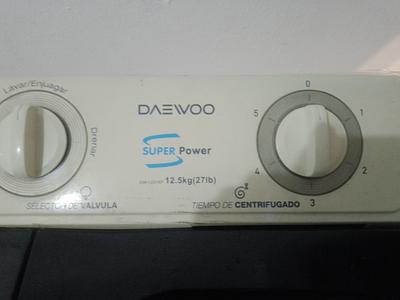 Lavar/Enjuagar
Drenar
SELECTOR DE VÁLVULA
DAEWOO
SUPER Power
12.5kg(27lb)
0
1
2
3
4
5
TIEMPO DE CENTRIFUGADO